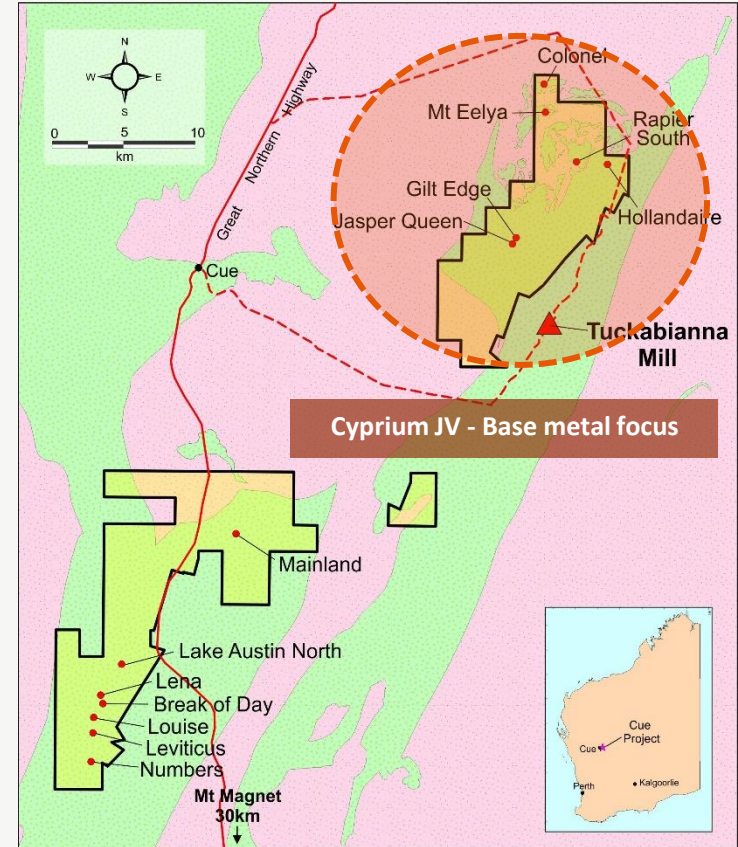 N
W E
S
0 5 10
km
Great Northern Highway
Colonel
Mt Eelya
Rapier
South
Gilt Edge
Jasper Queen
Hollandaire
Cue
Tuckabianna
Mill
Cyprium JV - Base metal focus
Mainland
Lake Austin North
Lena
Break of Day
Louise
Leviticus
Numbers
Mt Magnet
30km
Cue
Project
Cue
Perth
Kalgoorlie